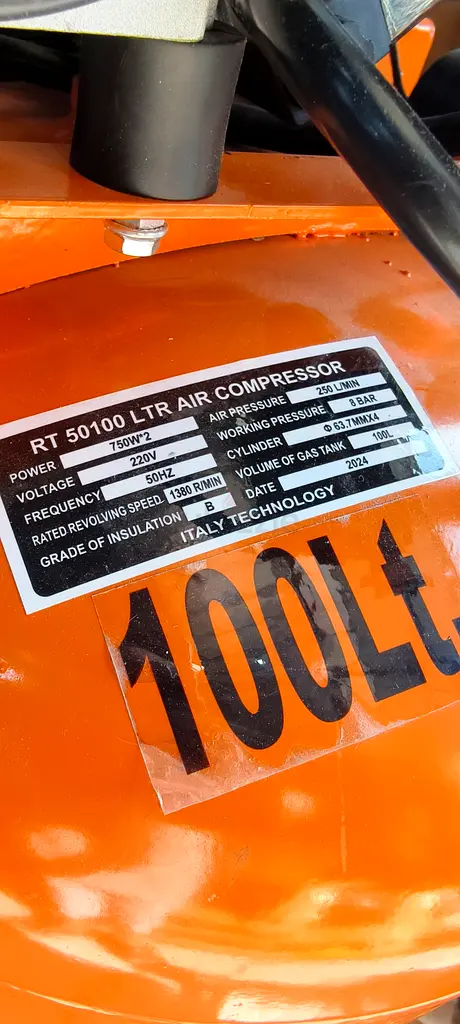 RT 50100 LTR AIR COMPRESSOR
POWER 750W*2
VOLTAGE 220V
FREQUENCY 50HZ
RATED REVOLVING SPEED 1380 R/MIN
GRADE OF INSULATION B
AIR PRESSURE 250 L/MIN
WORKING PRESSURE 8 BAR
CYLINDER Φ 63.7MMX4
VOLUME OF GAS TANK 100L
DATE 2024
ITALY TECHNOLOGY
100Lt.